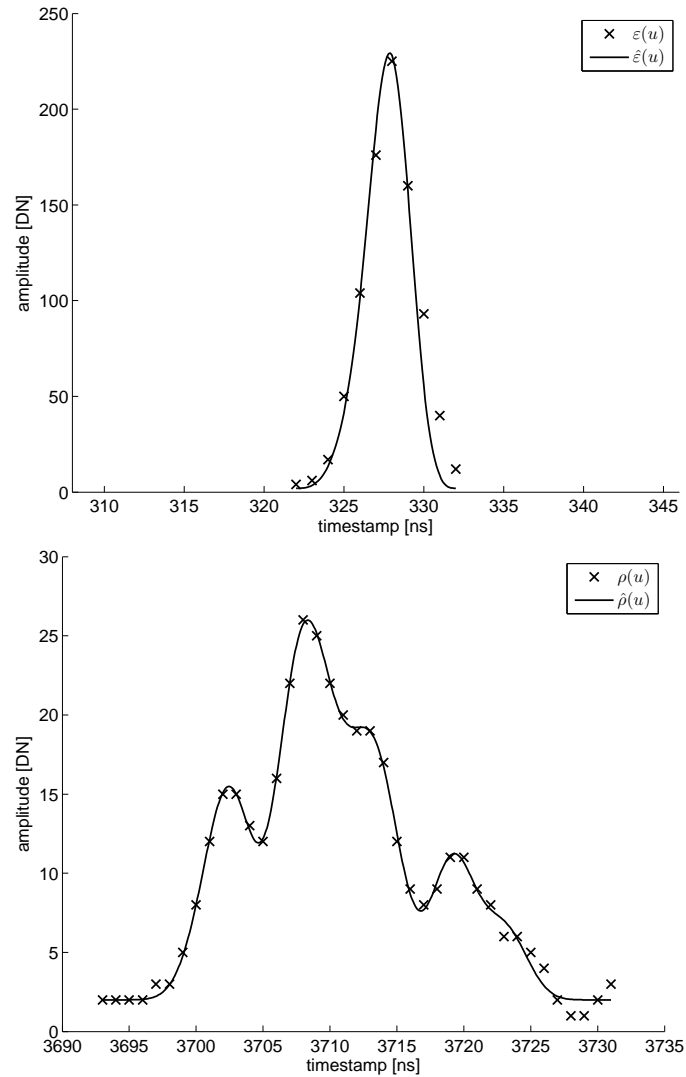 250
200
150
100
50
0
amplitude [DN]
310 315 320 325 330 335 340 345
timestamp [ns]
ε(u)
ε̂(u)
30
25
20
15
10
5
0
amplitude [DN]
3690 3695 3700 3705 3710 3715 3720 3725 3730 3735
timestamp [ns]
ρ(u)
ρ̂(u)